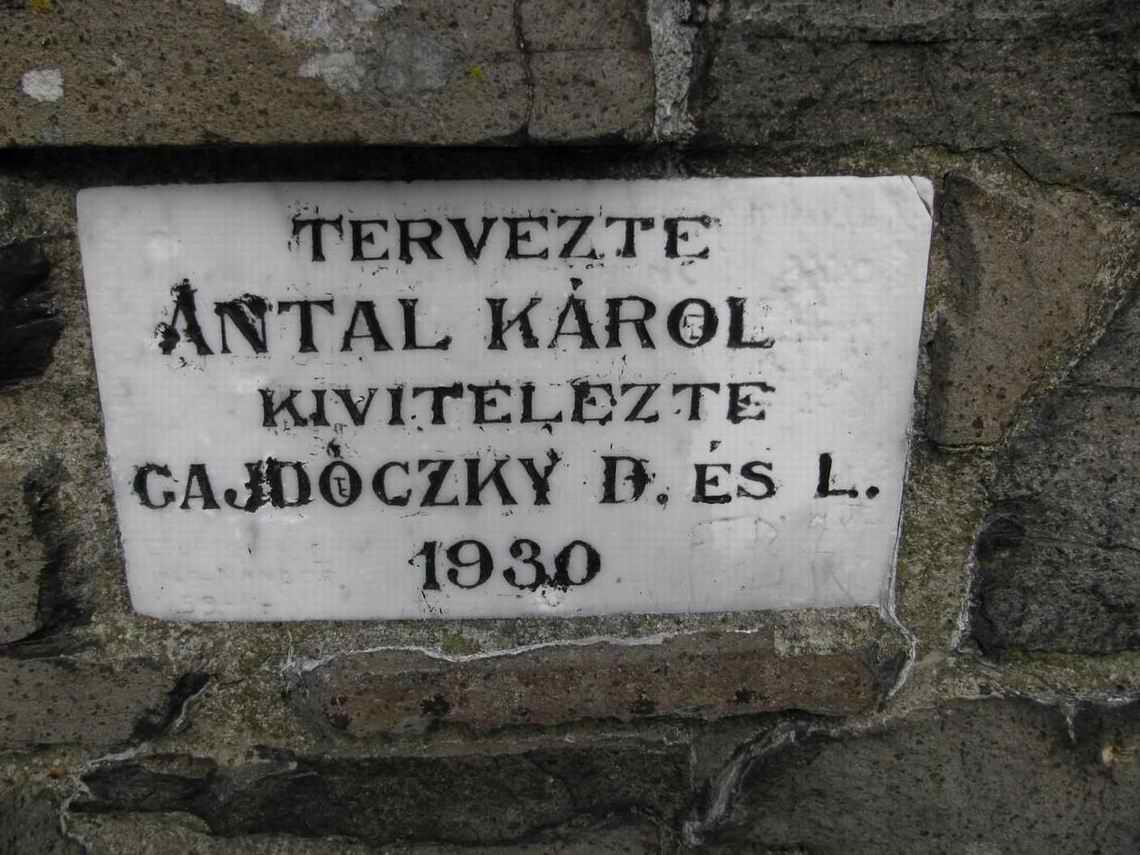 TERVEZTE
ANTAL KÁROL
KIVITELEZTE
GAJDÓCZKY D. ÉS L.
1930